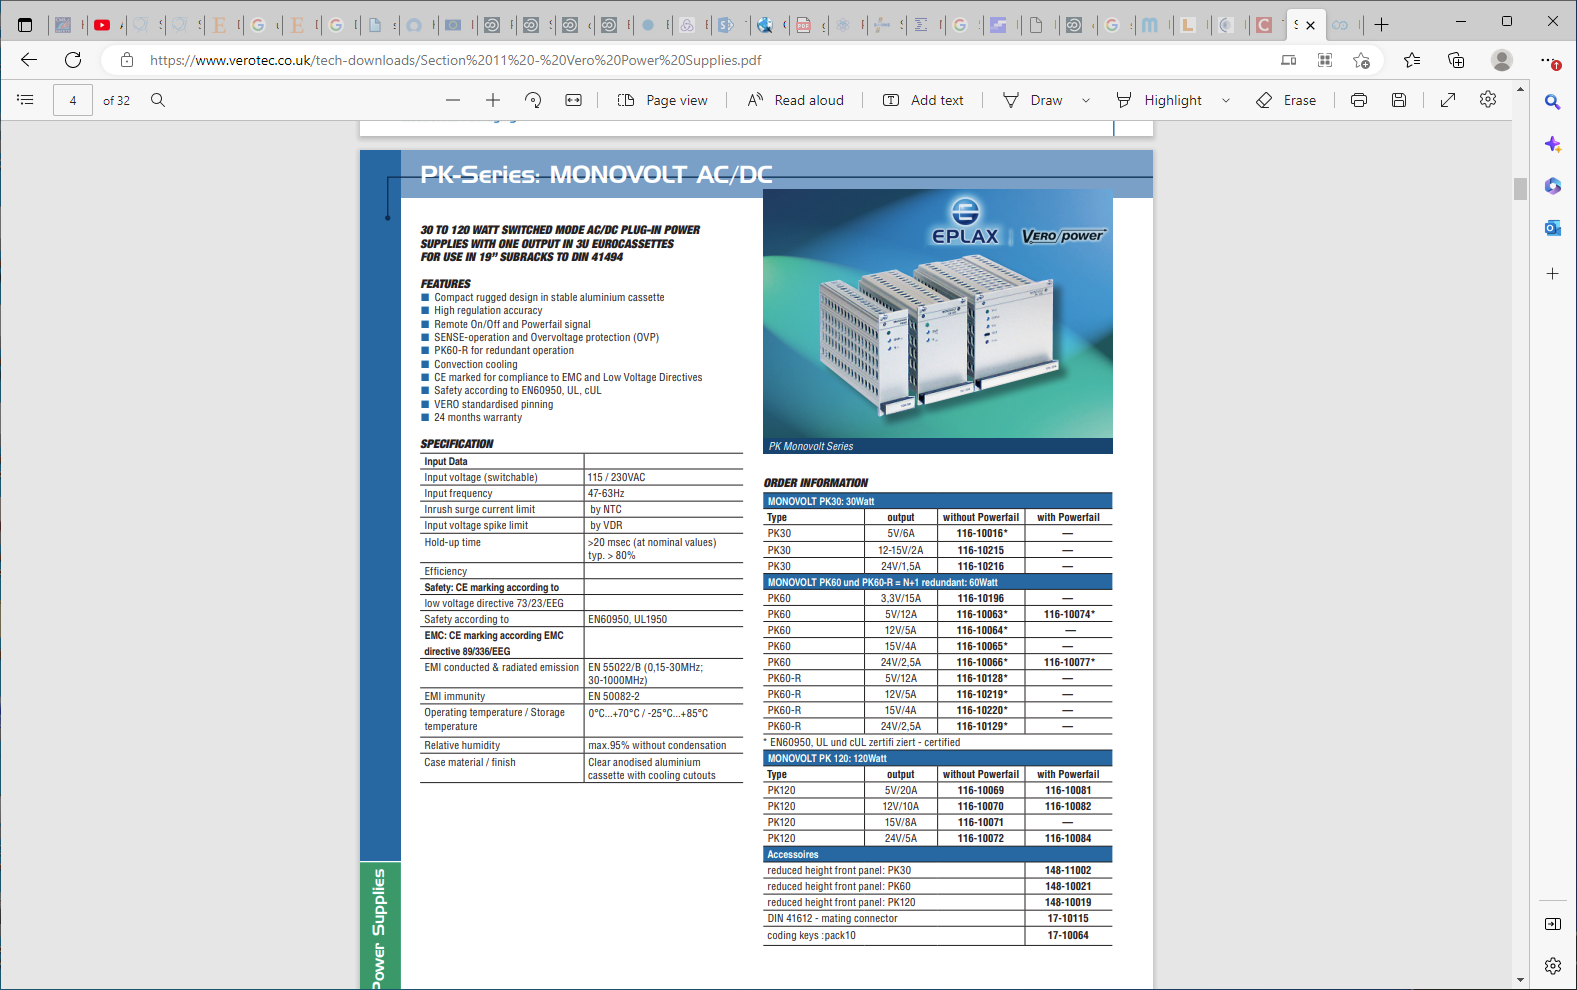 https://www.verotec.co.uk/tech-downloads/Section%2011%20-%20Vero%20Power%20Supplies.pdf
4 of 32
Page view
Read aloud
Add text
Draw
Highlight
Erase
PK-Series: MONOVOLT AC/DC
30 TO 120 WATT SWITCHED MODE AC/DC PLUG-IN POWER
SUPPLIES WITH ONE OUTPUT IN 3U EUROCASSETTES
FOR USE IN 19" SUBRACKS TO DIN 41494
FEATURES
Compact rugged design in stable aluminium cassette
High regulation accuracy
Remote On/Off and Powerfail signal
SENSE-operation and Overvoltage protection (OVP)
PK60-R for redundant operation
Convection cooling
CE marked for compliance to EMC and Low Voltage Directives
Safety according to EN60950, UL, cUL
VERO standardised pinning
24 months warranty
SPECIFICATION
Input Data
Input voltage (switchable) 115 / 230VAC
Input frequency 47-63Hz
Inrush surge current limit by NTC
Input voltage spike limit by VDR
Hold-up time >20 msec (at nominal values)
typ. > 80%
Efficiency
Safety: CE marking according to
low voltage directive 73/23/EEG
Safety according to EN60950, UL1950
EMC: CE marking according EMC
directive 89/336/EEG
EMI conducted & radiated emission EN 55022/B (0,15-30MHz;
30-1000MHz)
EMI immunity EN 50082-2
Operating temperature / Storage 0°C...+70°C / -25°C...+85°C
temperature
Relative humidity max.95% without condensation
Case material / finish Clear anodised aluminium
cassette with cooling cutouts
EPLAX | VERO power
PK Monovolt Series
ORDER INFORMATION
MONOVOLT PK30: 30Watt
Type output without Powerfail with Powerfail
PK30 5V/6A 116-10016* —
PK30 12-15V/2A 116-10215 —
PK30 24V/1,5A 116-10216 —
MONOVOLT PK60 und PK60-R = N+1 redundant: 60Watt
PK60 3,3V/15A 116-10196 —
PK60 5V/12A 116-10063* 116-10074*
PK60 12V/5A 116-10064* —
PK60 15V/4A 116-10065* —
PK60 24V/2,5A 116-10066* 116-10077*
PK60-R 5V/12A 116-10128* —
PK60-R 12V/5A 116-10219* —
PK60-R 15V/4A 116-10220* —
PK60-R 24V/2,5A 116-10129* —
* EN60950, UL und cUL zertifi ziert - certified
MONOVOLT PK 120: 120Watt
Type output without Powerfail with Powerfail
PK120 5V/20A 116-10069 116-10081
PK120 12V/10A 116-10070 116-10082
PK120 15V/8A 116-10071 —
PK120 24V/5A 116-10072 116-10084
Accessoires
reduced height front panel: PK30 148-11002
reduced height front panel: PK60 148-10021
reduced height front panel: PK120 148-10019
DIN 41612 - mating connector 17-10115
coding keys :pack10 17-10064
Power Supplies